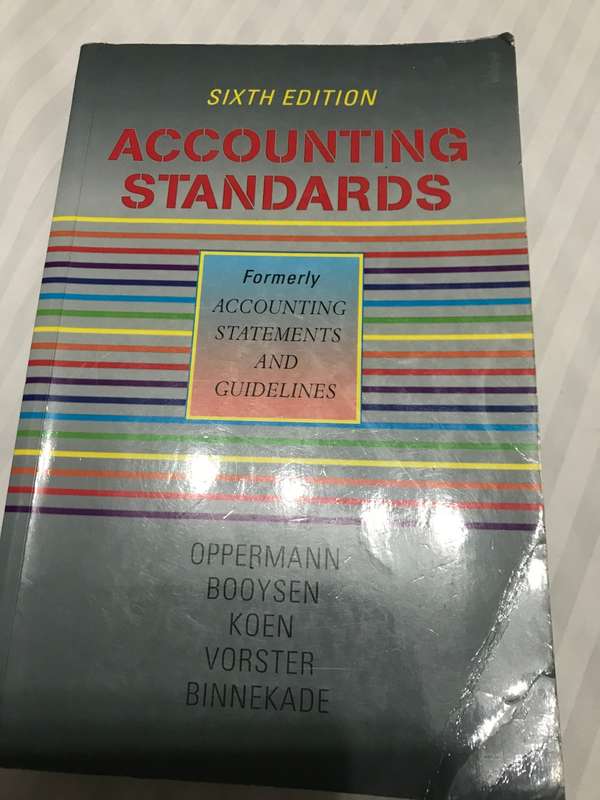 SIXTH EDITION
ACCOUNTING
STANDARDS
Formerly
ACCOUNTING
STATEMENTS
AND
GUIDELINES
OPPERMANN
BOOYSEN
KOEN
VORSTER
BINNEKADE